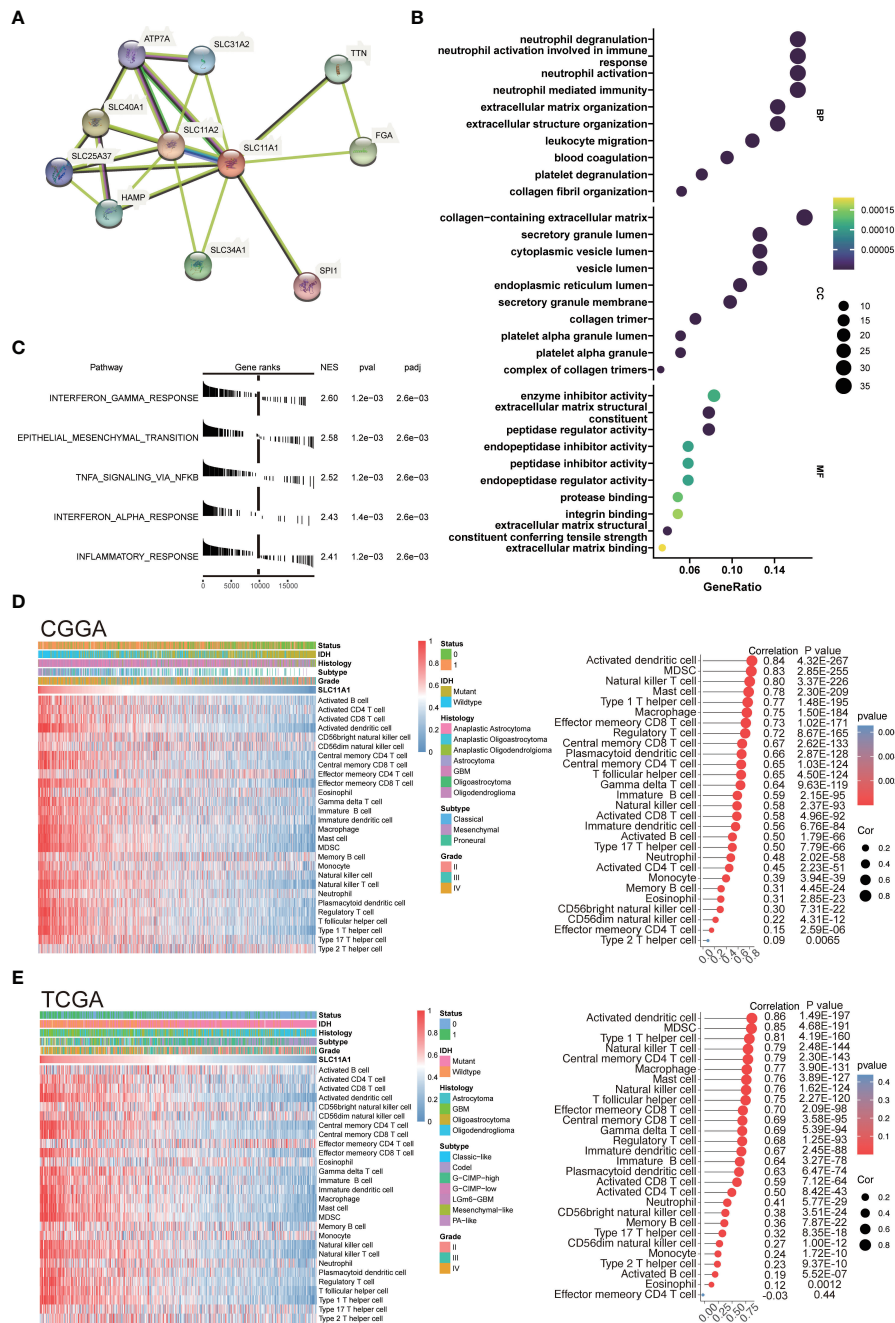 A
ATP7A
SLC31A2
TTN
SLC40A1
SLC11A2
SLC11A1
FGA
SLC25A37
HAMP
SLC34A1
SPI1
B
neutrophil degranulation
neutrophil activation involved in immune
response
neutrophil activation
neutrophil mediated immunity
extracellular matrix organization
extracellular structure organization
leukocyte migration
blood coagulation
platelet degranulation
collagen fibril organization
BP
collagen−containing extracellular matrix
secretory granule lumen
cytoplasmic vesicle lumen
vesicle lumen
endoplasmic reticulum lumen
secretory granule membrane
collagen trimer
platelet alpha granule lumen
platelet alpha granule
complex of collagen trimers
CC
enzyme inhibitor activity
extracellular matrix structural
constituent
peptidase regulator activity
endopeptidase inhibitor activity
peptidase inhibitor activity
endopeptidase regulator activity
protease binding
integrin binding
extracellular matrix structural
constituent conferring tensile strength
extracellular matrix binding
MF
0.06 0.10 0.14
GeneRatio
0.00015
0.00010
0.00005
10
15
20
25
30
35
C
Pathway Gene ranks NES pval padj
INTERFERON_GAMMA_RESPONSE 2.60 1.2e−03 2.6e−03
EPITHELIAL_MESENCHYMAL_TRANSITION 2.58 1.2e−03 2.6e−03
TNFA_SIGNALING_VIA_NFKB 2.52 1.2e−03 2.6e−03
INTERFERON_ALPHA_RESPONSE 2.43 1.4e−03 2.6e−03
INFLAMMATORY_RESPONSE 2.41 1.2e−03 2.6e−03
0 5000 10000 15000
D
CGGA
Status
IDH
Histology
Subtype
Grade
SLC11A1
Activated B cell
Activated CD4 T cell
Activated CD8 T cell
Activated dendritic cell
CD56bright natural killer cell
CD56dim natural killer cell
Central memory CD4 T cell
Central memory CD8 T cell
Effector memeory CD4 T cell
Effector memeory CD8 T cell
Eosinophil
Gamma delta T cell
Immature B cell
Immature dendritic cell
Macrophage
Mast cell
MDSC
Memory B cell
Monocyte
Natural killer cell
Natural killer T cell
Neutrophil
Plasmacytoid dendritic cell
Regulatory T cell
T follicular helper cell
Type 1 T helper cell
Type 17 T helper cell
Type 2 T helper cell
1
0.8
0.6
0.4
0.2
0
Status
0
1
IDH
Mutant
Wildtype
Histology
Anaplastic Astrocytoma
Anaplastic Oligoastrocytoma
Anaplastic Oligodendrolgioma
Astrocytoma
GBM
Oligoastrocytoma
Oligodendroglioma
Subtype
Classical
Mesenchymal
Proneural
Grade
II
III
IV
Correlation P value
Activated dendritic cell 0.84 4.32E-267
MDSC 0.83 2.85E-255
Natural killer T cell 0.80 3.37E-226
Mast cell 0.78 2.30E-209
Type 1 T helper cell 0.77 1.48E-195
Macrophage 0.75 1.50E-184
Effector memeory CD8 T cell 0.73 1.02E-171
Regulatory T cell 0.72 8.67E-165
Central memory CD8 T cell 0.67 2.62E-133
Plasmacytoid dendritic cell 0.66 2.87E-128
Central memory CD4 T cell 0.65 1.03E-124
T follicular helper cell 0.65 4.50E-124
Gamma delta T cell 0.64 9.63E-119
Immature B cell 0.59 2.15E-95
Natural killer cell 0.58 2.37E-93
Activated CD8 T cell 0.58 4.96E-92
Immature dendritic cell 0.56 6.76E-84
Activated B cell 0.50 1.79E-66
Type 17 T helper cell 0.50 7.79E-66
Neutrophil 0.48 2.02E-58
Activated CD4 T cell 0.45 2.23E-51
Monocyte 0.39 3.94E-39
Memory B cell 0.31 4.45E-24
Eosinophil 0.31 2.85E-23
CD56bright natural killer cell 0.30 7.31E-22
CD56dim natural killer cell 0.22 4.31E-12
Effector memeory CD4 T cell 0.15 2.59E-06
Type 2 T helper cell 0.09 0.0065
0.0 0.2 0.4 0.6 0.8
pvalue
0.00
0.00
0.00
Cor
0.2
0.4
0.6
0.8
E
TCGA
Status
IDH
Histology
Subtype
Grade
SLC11A1
Activated B cell
Activated CD4 T cell
Activated CD8 T cell
Activated dendritic cell
CD56bright natural killer cell
CD56dim natural killer cell
Central memory CD4 T cell
Central memory CD8 T cell
Effector memeory CD4 T cell
Effector memeory CD8 T cell
Eosinophil
Gamma delta T cell
Immature B cell
Immature dendritic cell
Macrophage
Mast cell
MDSC
Memory B cell
Monocyte
Natural killer cell
Natural killer T cell
Neutrophil
Plasmacytoid dendritic cell
Regulatory T cell
T follicular helper cell
Type 1 T helper cell
Type 17 T helper cell
Type 2 T helper cell
1
0.8
0.6
0.4
0.2
0
Status
0
1
IDH
Mutant
Wildtype
Histology
Astrocytoma
GBM
Oligoastrocytoma
Oligodendroglioma
Subtype
Classic−like
Codel
G−CIMP−high
G−CIMP−low
LGm6−GBM
Mesenchymal−like
PA−like
Grade
II
III
IV
Correlation P value
Activated dendritic cell 0.86 1.49E-197
MDSC 0.85 4.68E-191
Type 1 T helper cell 0.81 4.19E-160
Natural killer T cell 0.79 2.48E-144
Central memory CD4 T cell 0.79 2.30E-143
Macrophage 0.77 3.90E-131
Mast cell 0.76 3.89E-127
Natural killer cell 0.76 1.62E-124
T follicular helper cell 0.75 2.27E-120
Effector memeory CD8 T cell 0.70 2.09E-98
Central memory CD8 T cell 0.69 3.58E-95
Gamma delta T cell 0.69 5.39E-94
Regulatory T cell 0.68 1.25E-93
Immature dendritic cell 0.67 2.45E-88
Immature B cell 0.64 3.27E-78
Plasmacytoid dendritic cell 0.63 6.47E-74
Activated CD8 T cell 0.59 7.12E-64
Activated CD4 T cell 0.50 8.42E-43
Neutrophil 0.41 5.77E-29
CD56bright natural killer cell 0.38 3.51E-24
Memory B cell 0.36 7.87E-22
Type 17 T helper cell 0.32 8.35E-18
CD56dim natural killer cell 0.27 1.00E-12
Monocyte 0.24 1.72E-10
Type 2 T helper cell 0.23 9.37E-10
Activated B cell 0.19 5.52E-07
Eosinophil 0.12 0.0012
Effector memeory CD4 T cell -0.03 0.44
0.00 0.25 0.50 0.75
pvalue
0.4
0.3
0.2
0.1
Cor
0.2
0.4
0.6
0.8